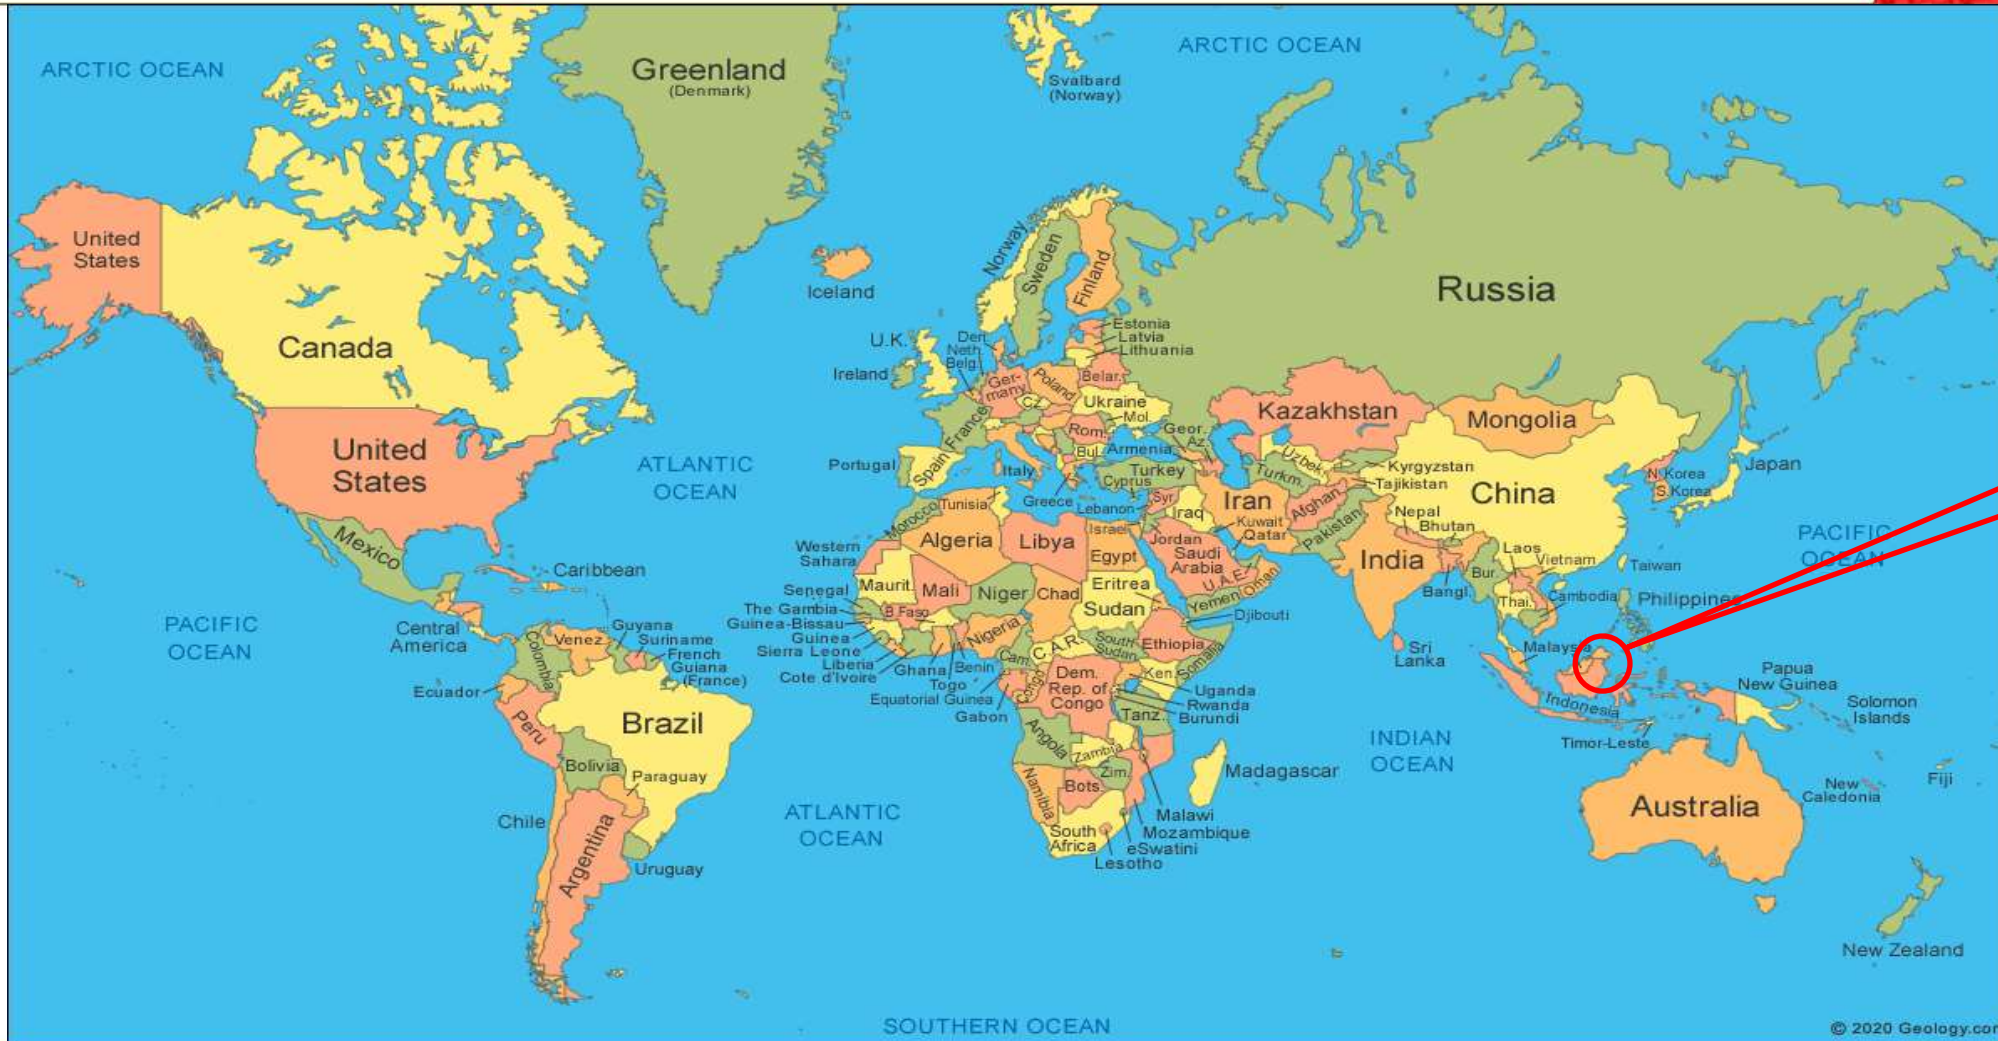 ARCTIC OCEAN
Greenland
(Denmark)
Svalbard
(Norway)
ARCTIC OCEAN
United
States
Canada
Iceland
Norway
Sweden
Finland
Russia
Estonia
Latvia
Lithuania
U.K.
Ireland
Den.
Neth.
Belg.
Ger-
many
Poland
Belar.
Cz.
Ukraine
Mol.
France
Rom.
Bul.
Geor.
Az.
Armenia
Kazakhstan
Mongolia
Uzbek.
Turkm.
Kyrgyzstan
Tajikistan
China
N. Korea
S. Korea
Japan
United
States
ATLANTIC
OCEAN
Portugal
Spain
Italy
Greece
Turkey
Cyprus
Syr.
Lebanon
Israel
Iraq
Iran
Afghan.
Kuwait
Qatar
Pakistan
Nepal
Bhutan
India
Bangl.
Bur.
Laos
Vietnam
Thai.
Cambodia
Taiwan
Philippines
PACIFIC
OCEAN
Mexico
Caribbean
Central
America
PACIFIC
OCEAN
Morocco
Tunisia
Algeria
Libya
Egypt
Jordan
Saudi
Arabia
U.A.E.
Oman
Yemen
Western
Sahara
Maurit.
Mali
Niger
Chad
Sudan
Eritrea
Djibouti
Senegal
The Gambia
Guinea-Bissau
Guinea
Sierra Leone
Liberia
Cote d'Ivoire
B.Faso
Ghana
Togo
Benin
Nigeria
Cam.
C.A.R.
South
Sudan
Ethiopia
Somalia
Equatorial Guinea
Gabon
Congo
Dem.
Rep. of
Congo
Ken.
Uganda
Rwanda
Burundi
Tanz.
Sri
Lanka
Malaysia
Indonesia
Timor-Leste
Papua
New Guinea
Solomon
Islands
Colombia
Venez.
Guyana
Suriname
French
Guiana
(France)
Ecuador
Peru
Brazil
Bolivia
Paraguay
Chile
Argentina
Uruguay
ATLANTIC
OCEAN
Angola
Zambia
Zim.
Namibia
Bots.
South
Africa
Lesotho
eSwatini
Mozambique
Malawi
Madagascar
INDIAN
OCEAN
Australia
New
Caledonia
Fiji
New Zealand
SOUTHERN OCEAN
© 2020 Geology.com